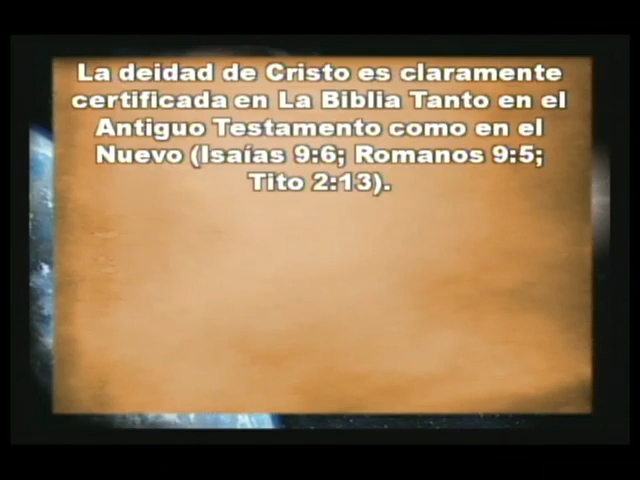 La deidad de Cristo es claramente
certificada en La Biblia Tanto en el
Antiguo Testamento como en el
Nuevo (Isaías 9:6; Romanos 9:5;
Tito 2:13).